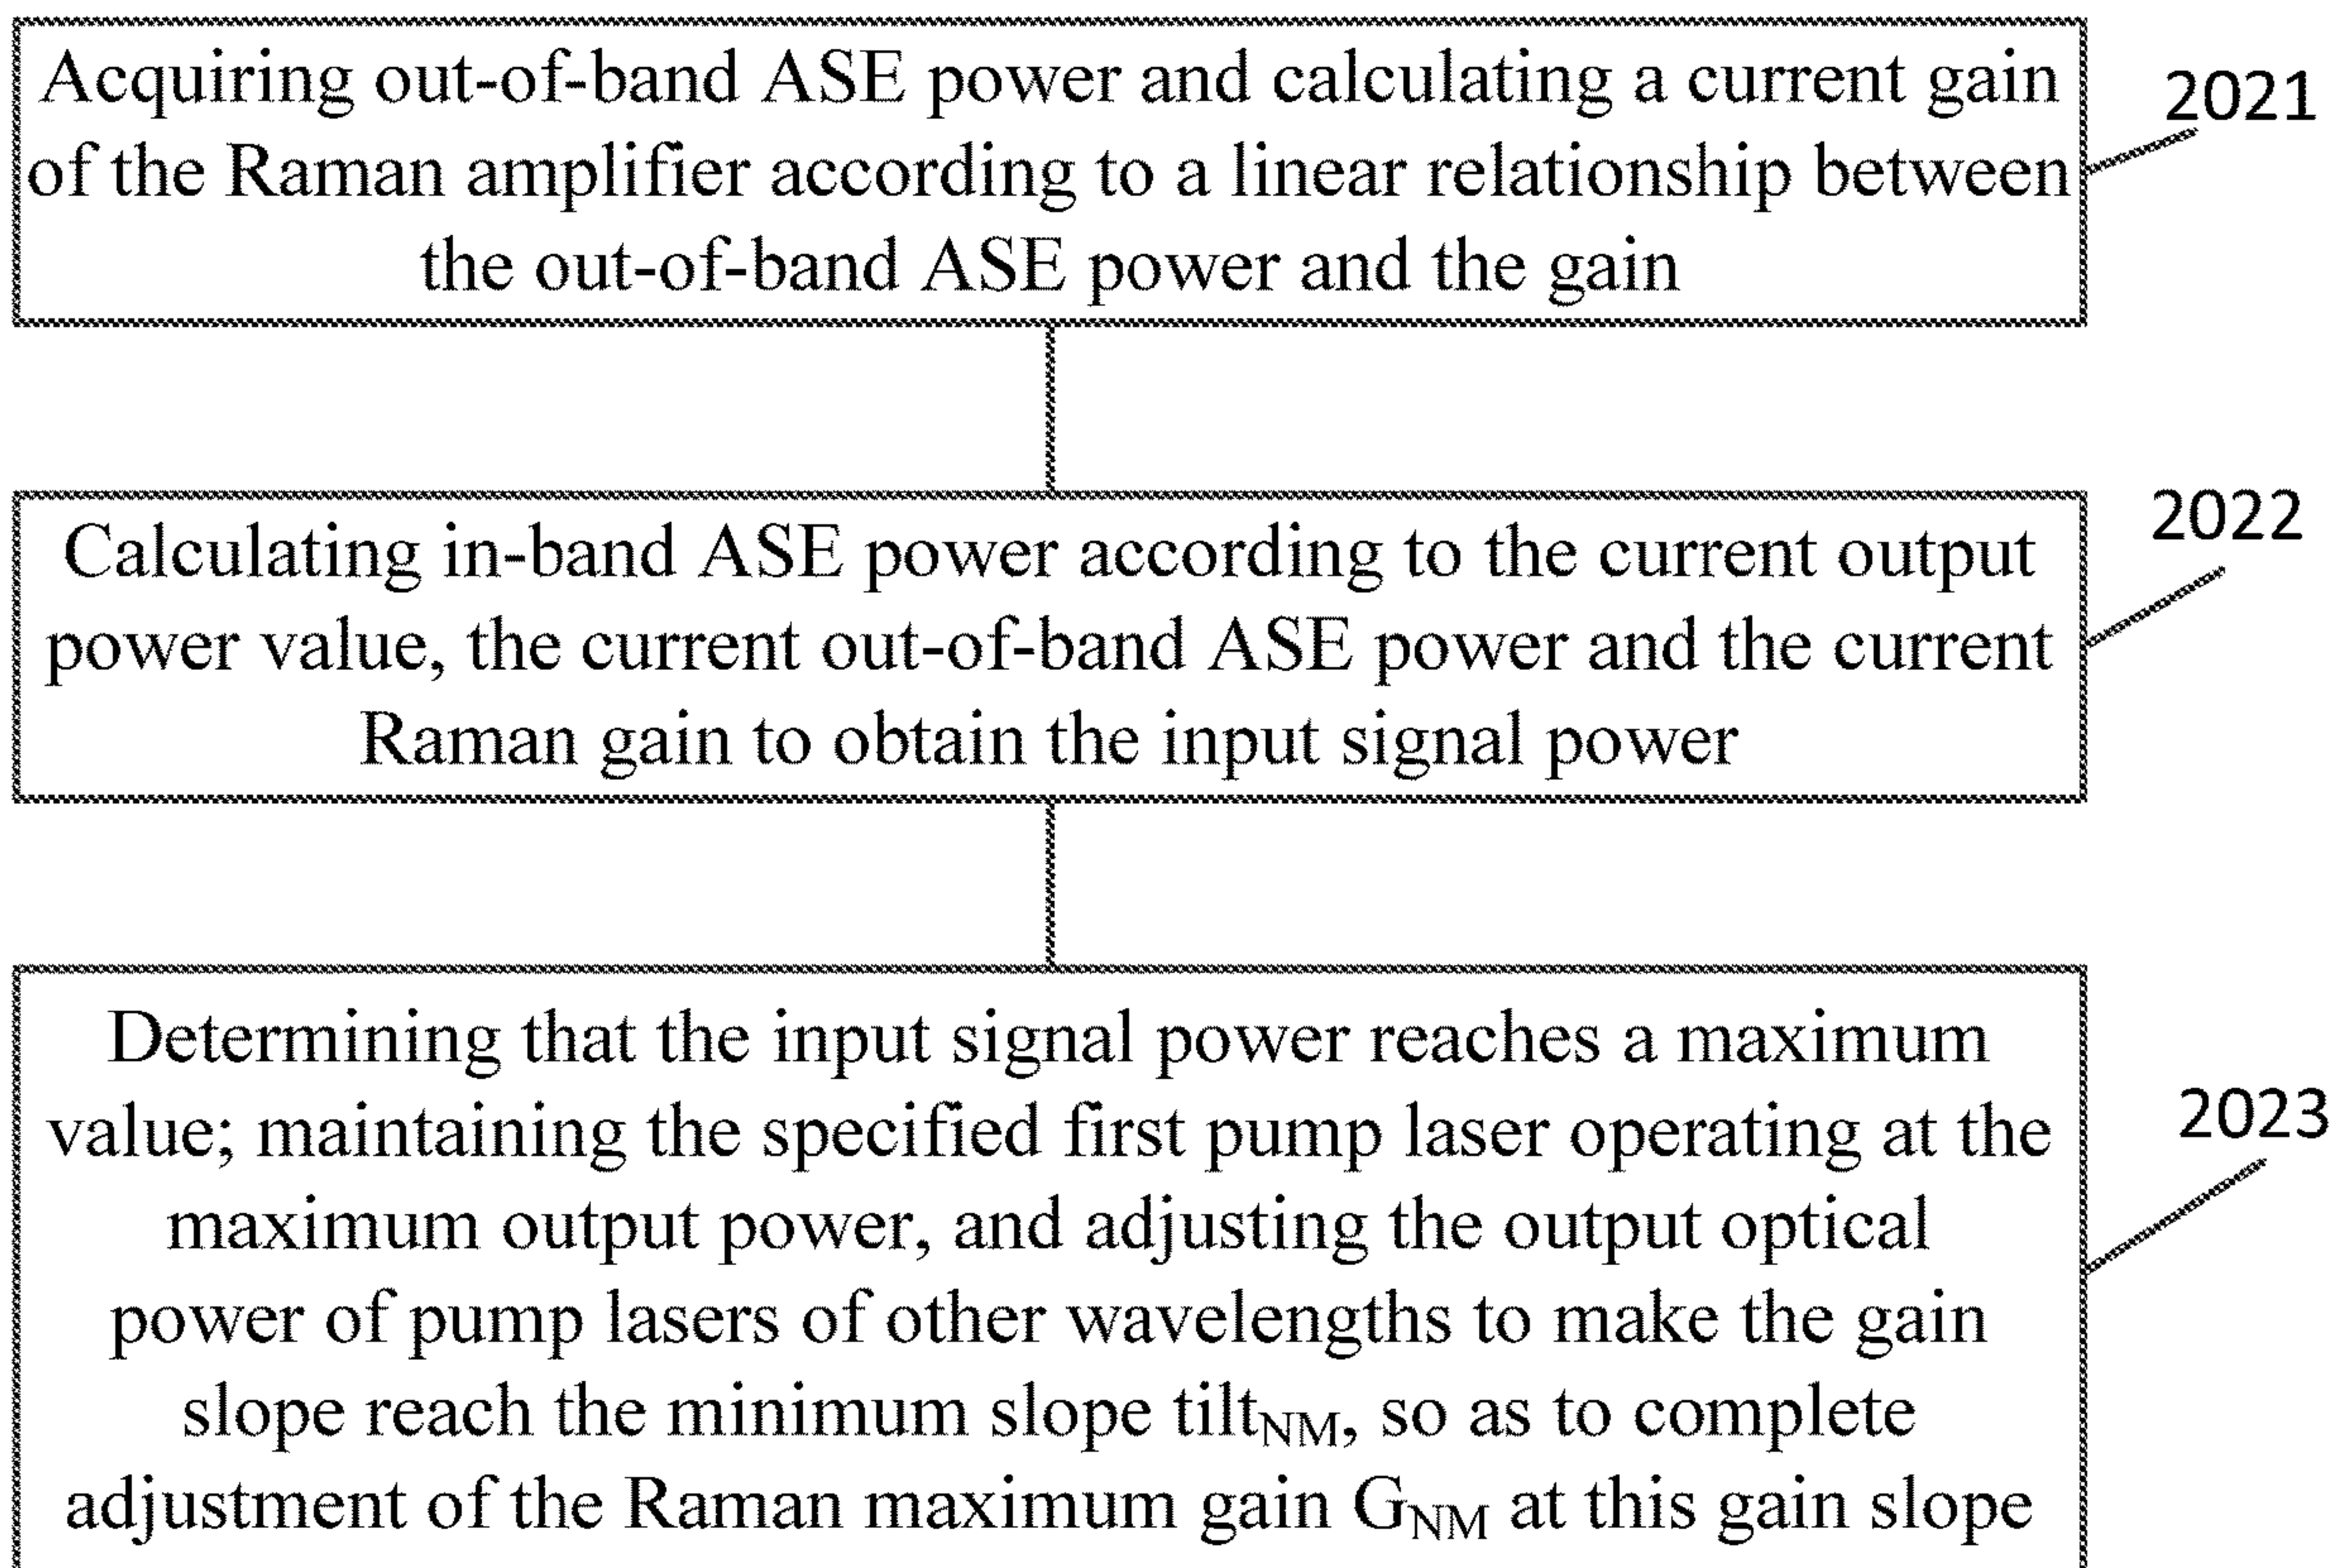 Acquiring out-of-band ASE power and calculating a current gain
of the Raman amplifier according to a linear relationship between
the out-of-band ASE power and the gain
2021
Calculating in-band ASE power according to the current output
power value, the current out-of-band ASE power and the current
Raman gain to obtain the input signal power
2022
Determining that the input signal power reaches a maximum
value; maintaining the specified first pump laser operating at the
maximum output power, and adjusting the output optical
power of pump lasers of other wavelengths to make the gain
slope reach the minimum slope tiltNM, so as to complete
adjustment of the Raman maximum gain GNM at this gain slope
2023